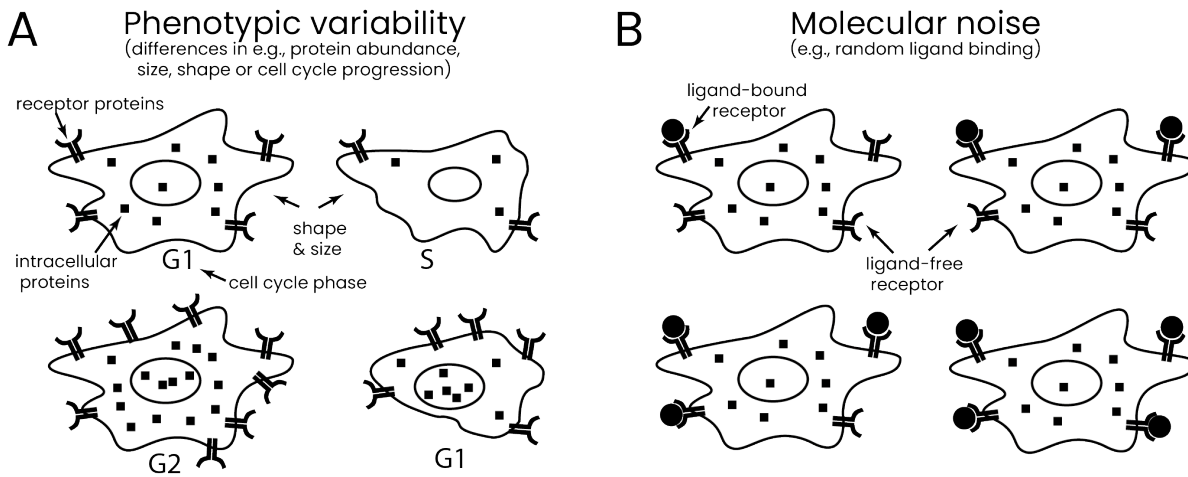 A
Phenotypic variability
(differences in e.g., protein abundance,
size, shape or cell cycle progression)
receptor proteins
shape
& size
intracellular
proteins
G1
S
cell cycle phase
G2
G1
B
Molecular noise
(e.g., random ligand binding)
ligand-bound
receptor
ligand-free
receptor